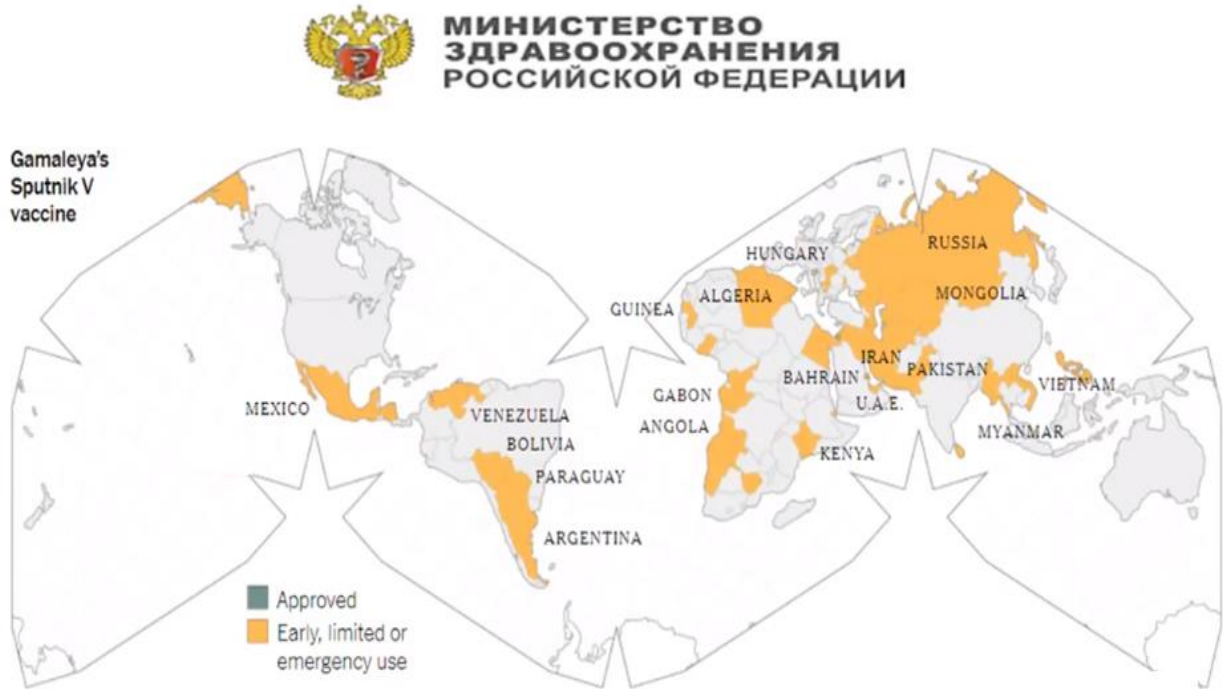 МИНИСТЕРСТВО
ЗДРАВООХРАНЕНИЯ
РОССИЙСКОЙ ФЕДЕРАЦИИ
Gamaleya's
Sputnik V
vaccine
HUNGARY
RUSSIA
GUINEA
ALGERIA
MONGOLIA
IRAN
PAKISTAN
BAHRAIN
VIETNAM
GABON
U.A.E.
MEXICO
VENEZUELA
ANGOLA
MYANMAR
BOLIVIA
KENYA
PARAGUAY
ARGENTINA
Approved
Early, limited or
emergency use